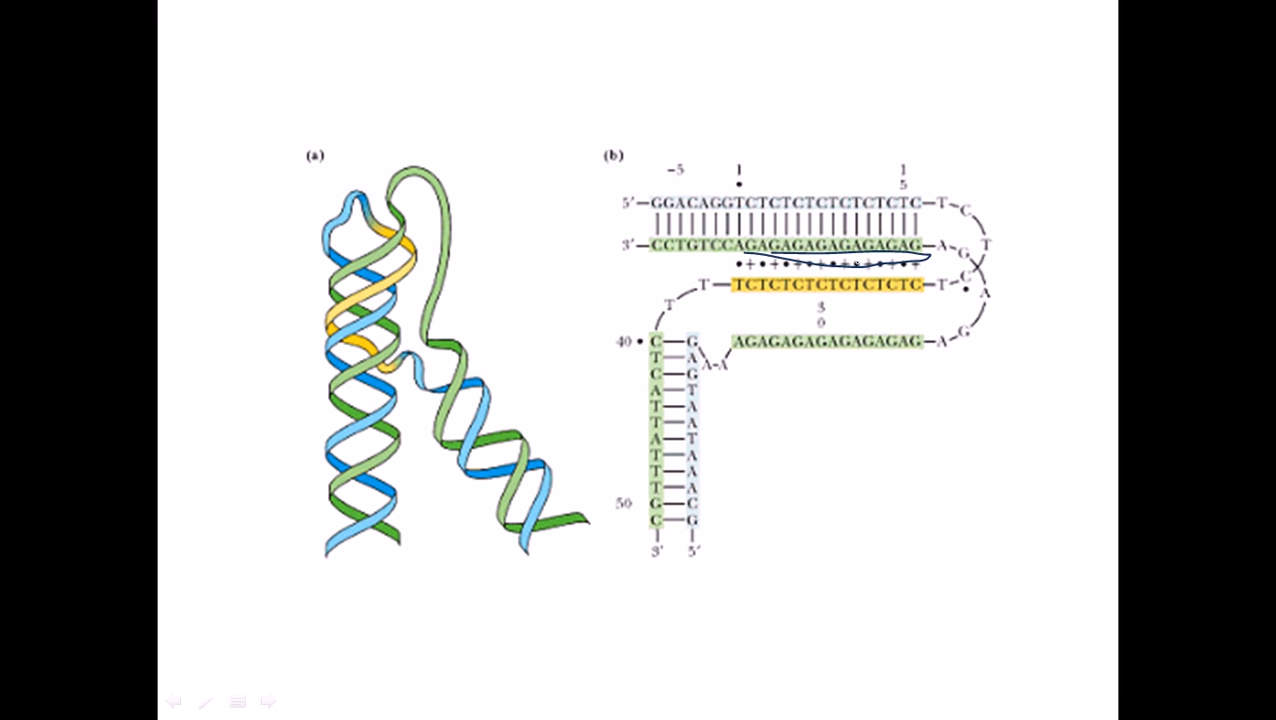 (a)
(b)
−5 1 1
5
5′–GGACAGGTCTCTCTCTCTCTCTC–T–C
T
3′–CCTGTCCAGAGAGAGAGAGAGAG–A–G
•+•+•+•+•+•+•+•+
T T TCTCTCTCTCTCTCTC–T–C A
T 3
0
40 • C G A–A AGAGAGAGAGAGAGAG–A–G
T A
C G
A T
T A
T A
A T
T A
T A
T A
50 G C
C G
3′ 5′